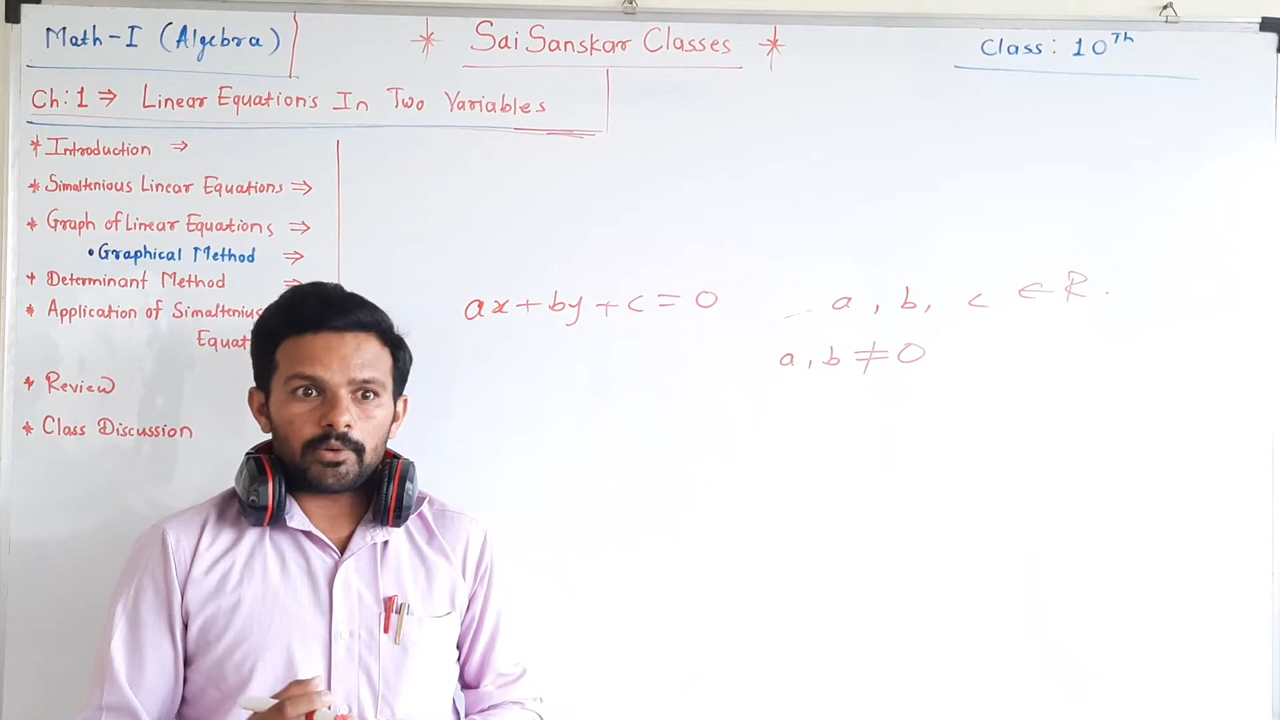 Math-I (Algebra)
* Sai Sanskar Classes *
Class: 10Th
Ch: 1 ⇒ Linear Equations In Two Variables
* Introduction ⇒
* Simaltenious Linear Equations ⇒
* Graph of Linear Equations ⇒
• Graphical Method ⇒
* Determinant Method ⇒
* Application of Simaltenius
Equat
* Review
* Class Discussion
ax + by + c = 0
a, b, c ∈ R.
a, b ≠ 0